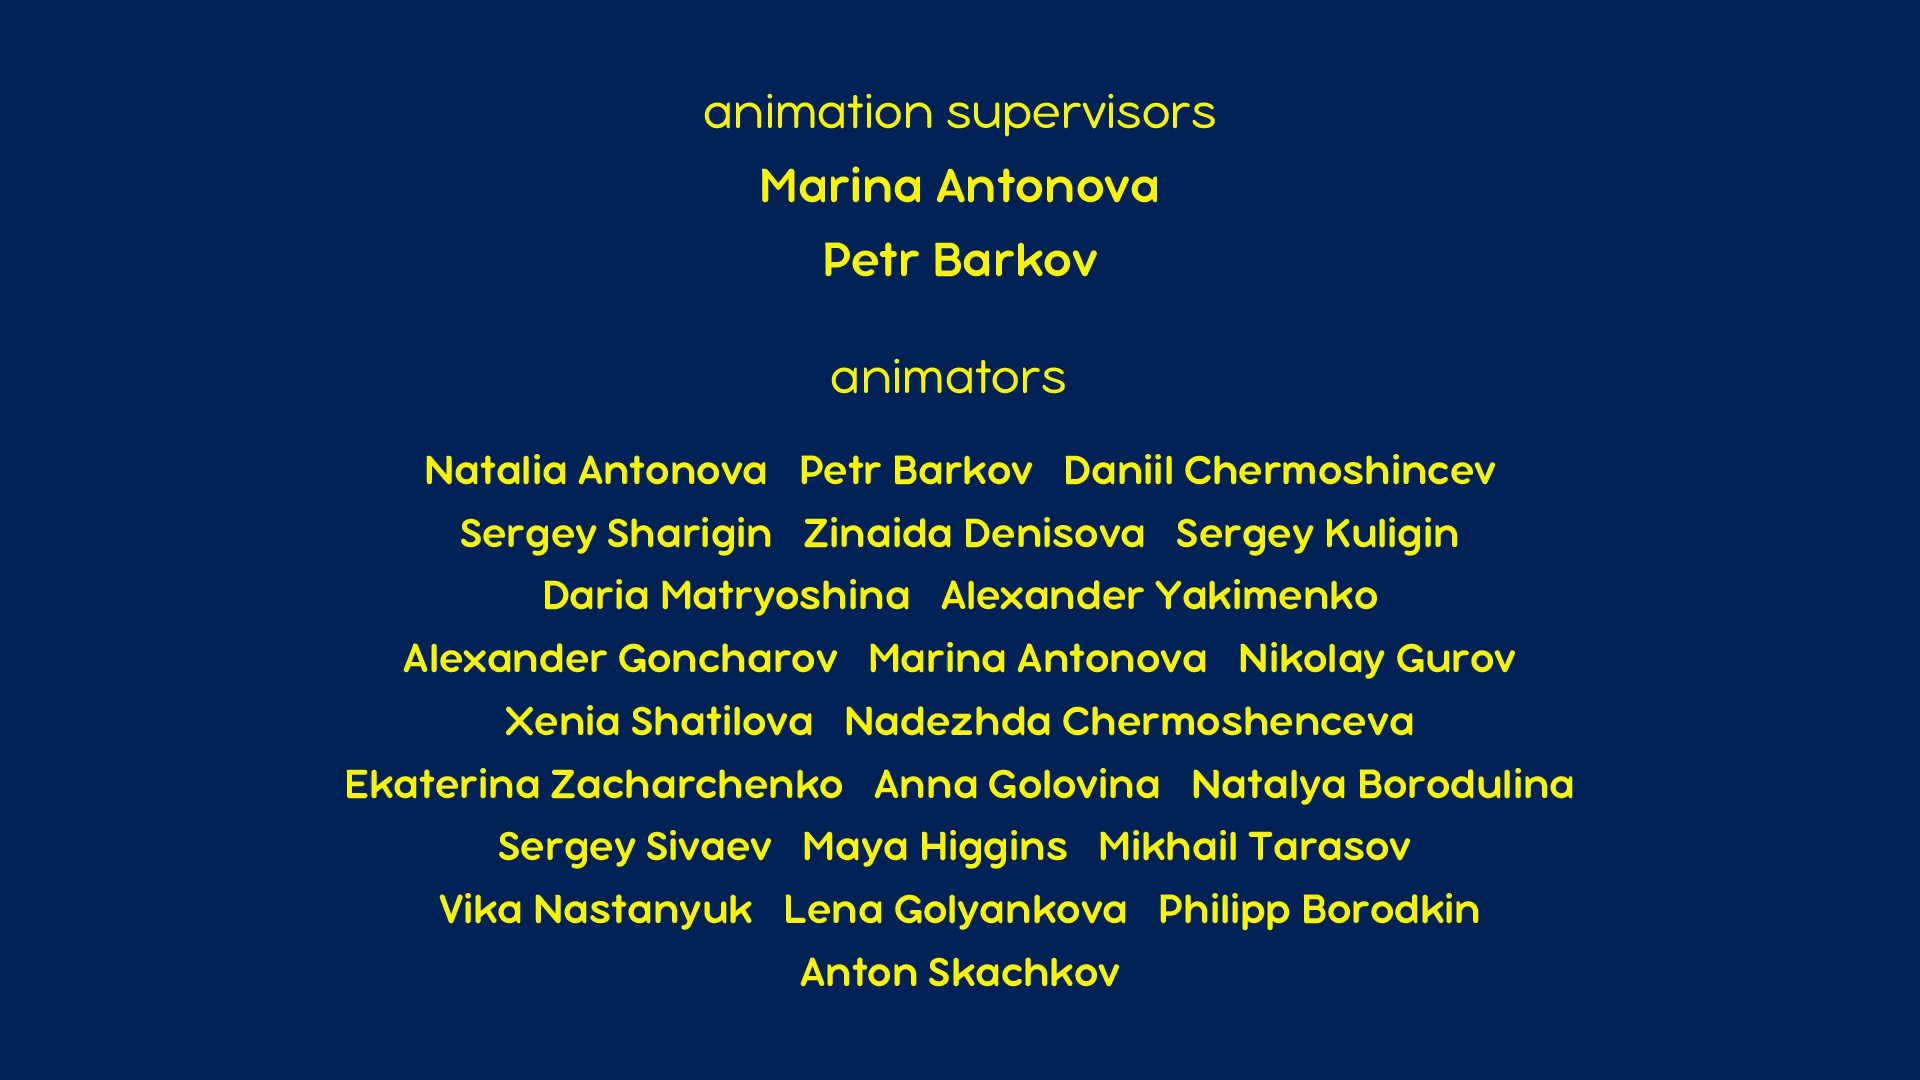 animation supervisors
Marina Antonova
Petr Barkov
animators
Natalia Antonova Petr Barkov Daniil Chermoshincev
Sergey Sharigin Zinaida Denisova Sergey Kuligin
Daria Matryoshina Alexander Yakimenko
Alexander Goncharov Marina Antonova Nikolay Gurov
Xenia Shatilova Nadezhda Chermoshenceva
Ekaterina Zacharchenko Anna Golovina Natalya Borodulina
Sergey Sivaev Maya Higgins Mikhail Tarasov
Vika Nastanyuk Lena Golyankova Philipp Borodkin
Anton Skachkov